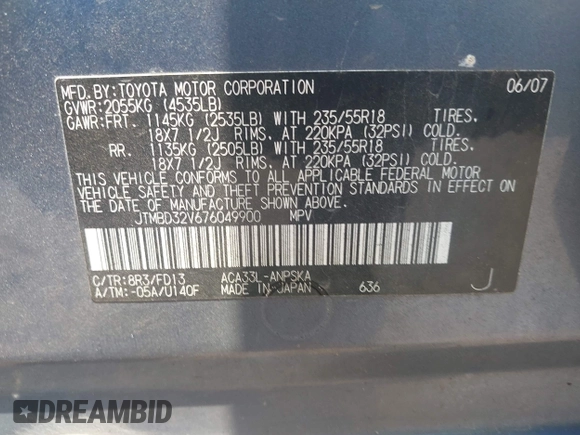 MFD. BY: TOYOTA MOTOR CORPORATION 06/07
GVWR: 2055KG (4535LB)
GAWR: FRT. 1145KG (2535LB) WITH 235/55R18 TIRES.
18X7 1/2J RIMS. AT 220KPA (32PSI) COLD.
RR. 1135KG (2505LB) WITH 235/55R18 TIRES.
18X7 1/2J RIMS. AT 220KPA (32PSI) COLD.
THIS VEHICLE CONFORMS TO ALL APPLICABLE FEDERAL MOTOR
VEHICLE SAFETY AND THEFT PREVENTION STANDARDS IN EFFECT ON
THE DATE OF MANUFACTURE SHOWN ABOVE.
JTMBD32V676049900 MPV
C/TR: 8R3/FD13 ACA33L-ANPSKA J
A/TM: -05A/U140F MADE IN JAPAN 636
DREAMBID